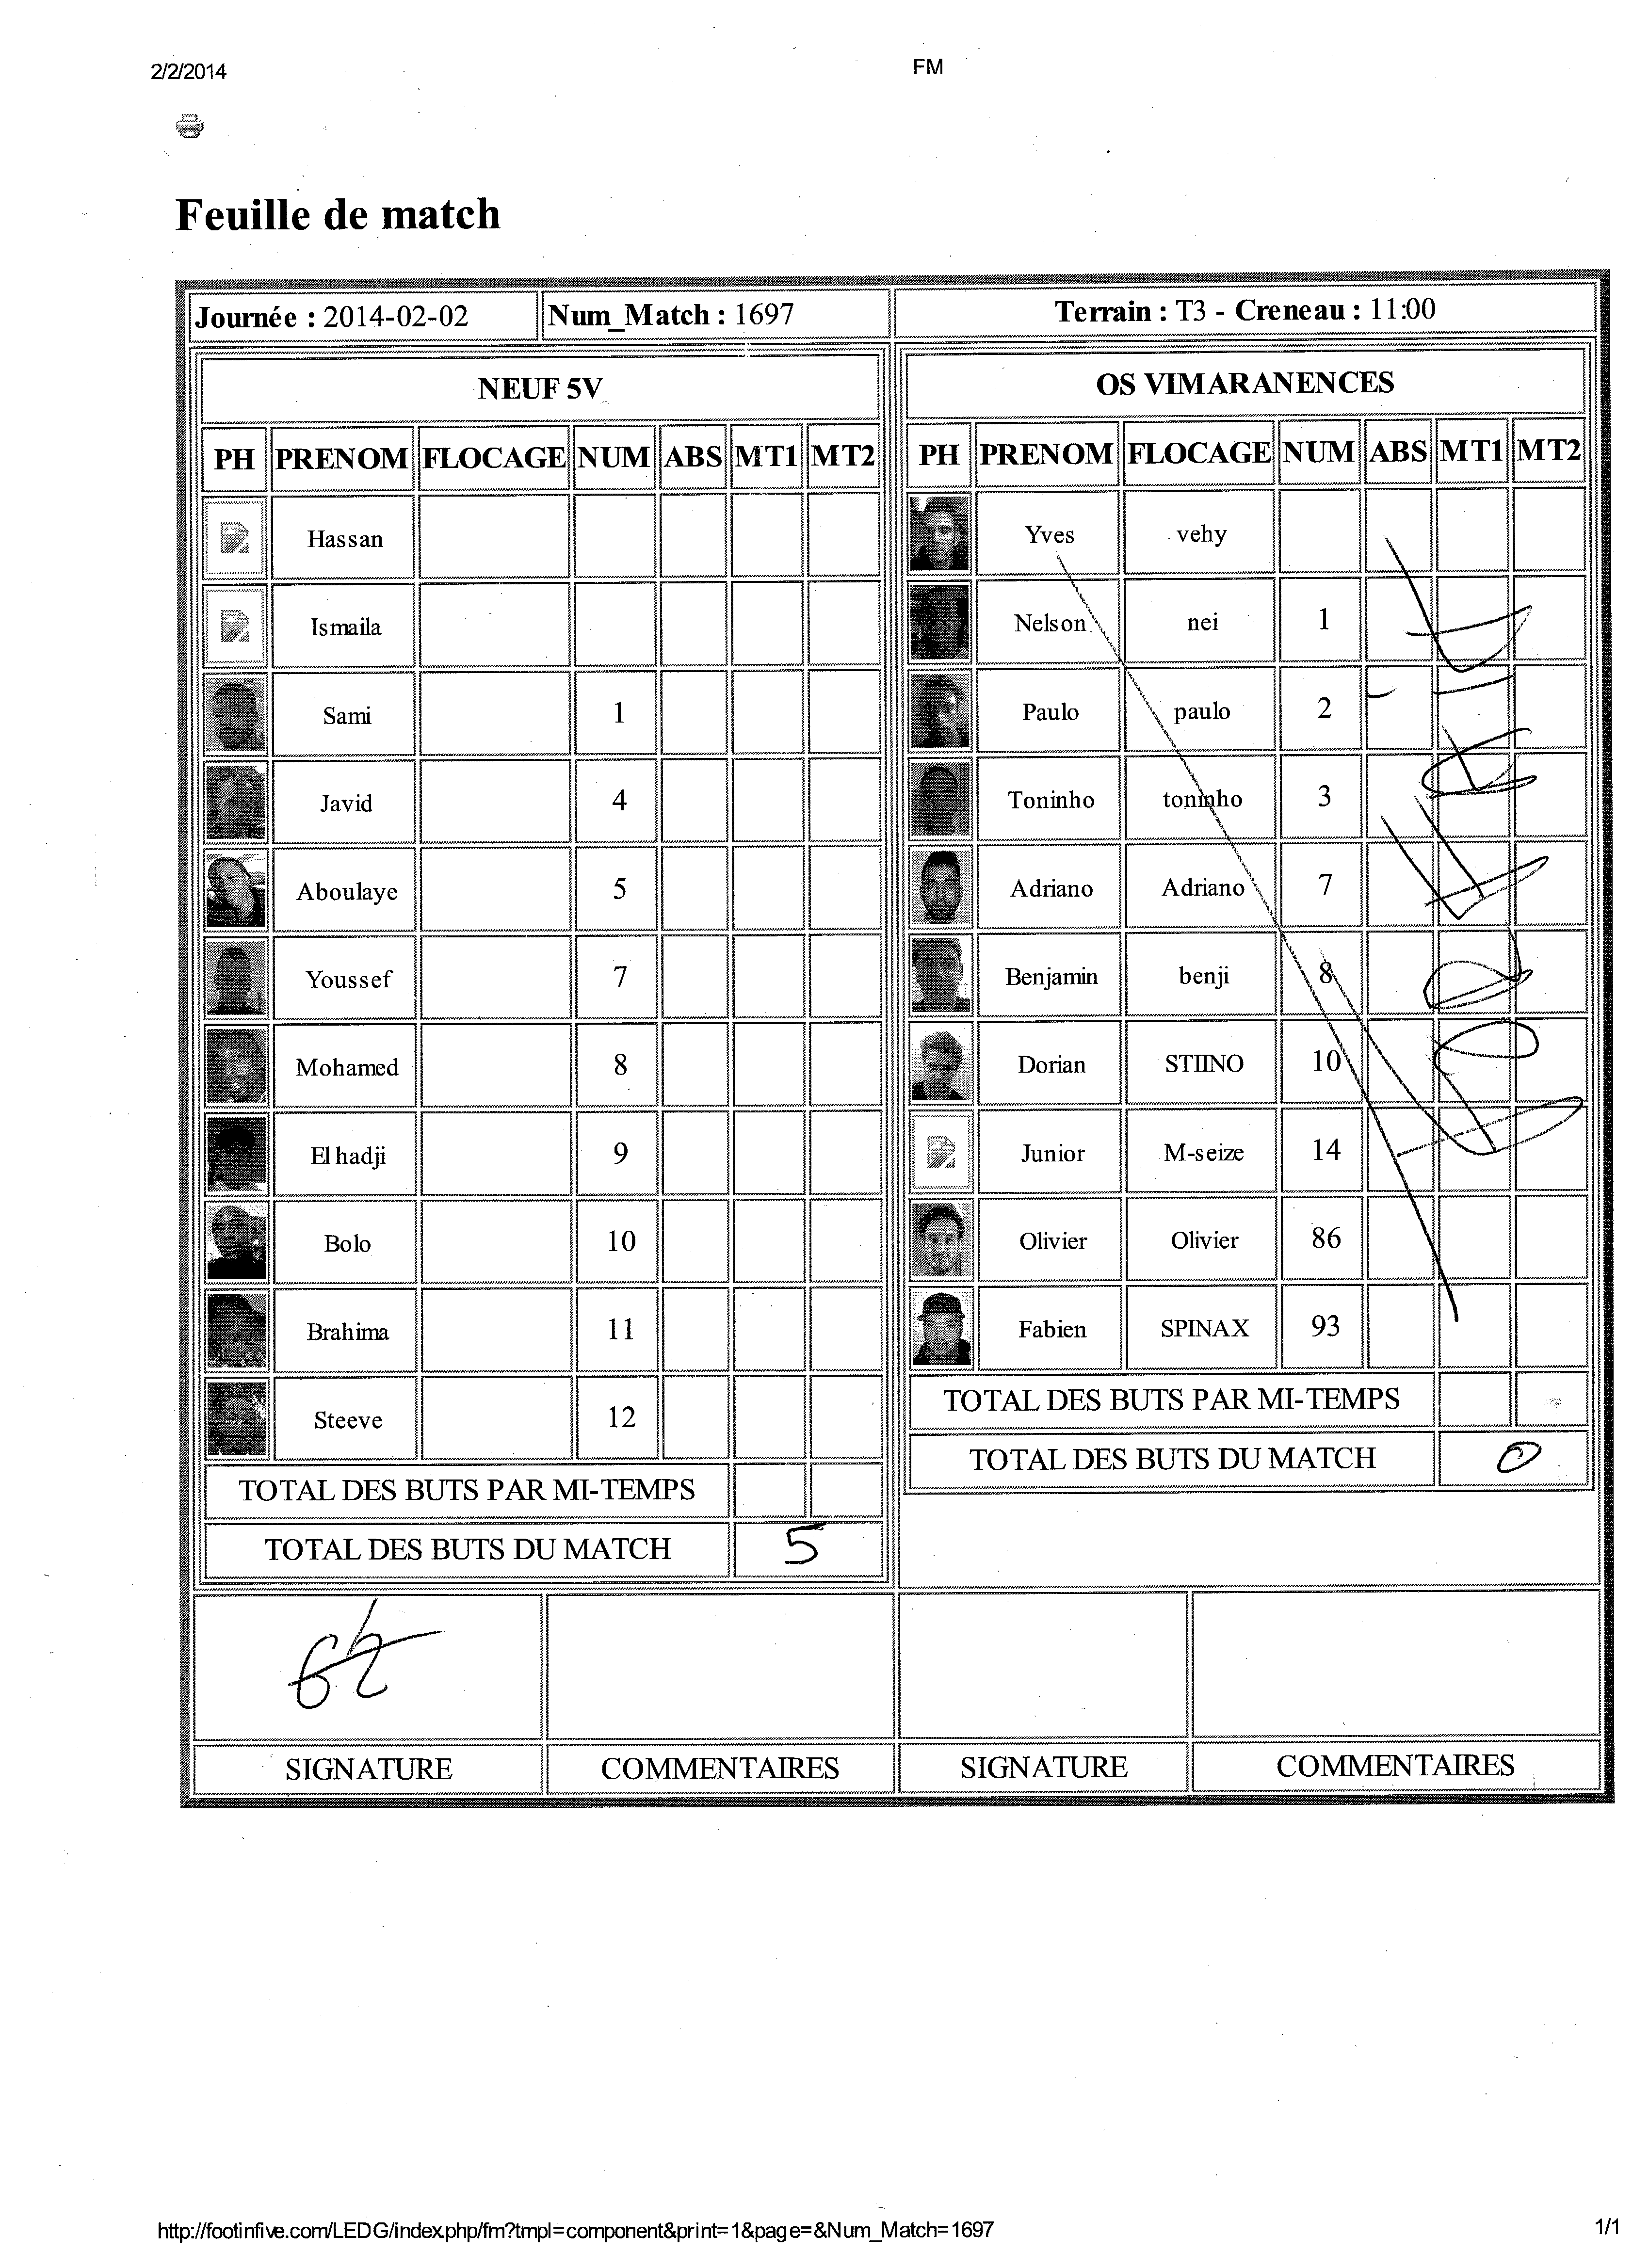 2/2/2014 FM
Feuille de match
Journée : 2014-02-02 Num_Match : 1697 Terrain : T3 - Creneau : 11:00
NEUF 5V
PH PRENOM FLOCAGE NUM ABS MT1 MT2
Hassan
Ismaila
Sami 1
Javid 4
Aboulaye 5
Youssef 7
Mohamed 8
El hadji 9
Bolo 10
Brahima 11
Steeve 12
TOTAL DES BUTS PAR MI-TEMPS
TOTAL DES BUTS DU MATCH 5
OS VIMARANENCES
PH PRENOM FLOCAGE NUM ABS MT1 MT2
Yves vehy
Nelson nei 1
Paulo paulo 2
Toninho toninho 3
Adriano Adriano 7
Benjamin benji 8
Dorian STIINO 10
Junior M-seize 14
Olivier Olivier 86
Fabien SPINAX 93
TOTAL DES BUTS PAR MI-TEMPS
TOTAL DES BUTS DU MATCH 0
SIGNATURE COMMENTAIRES SIGNATURE COMMENTAIRES
http://footinfive.com/LEDG/index.php/fm?tmpl=component&print=1&page=&Num_Match=1697 1/1